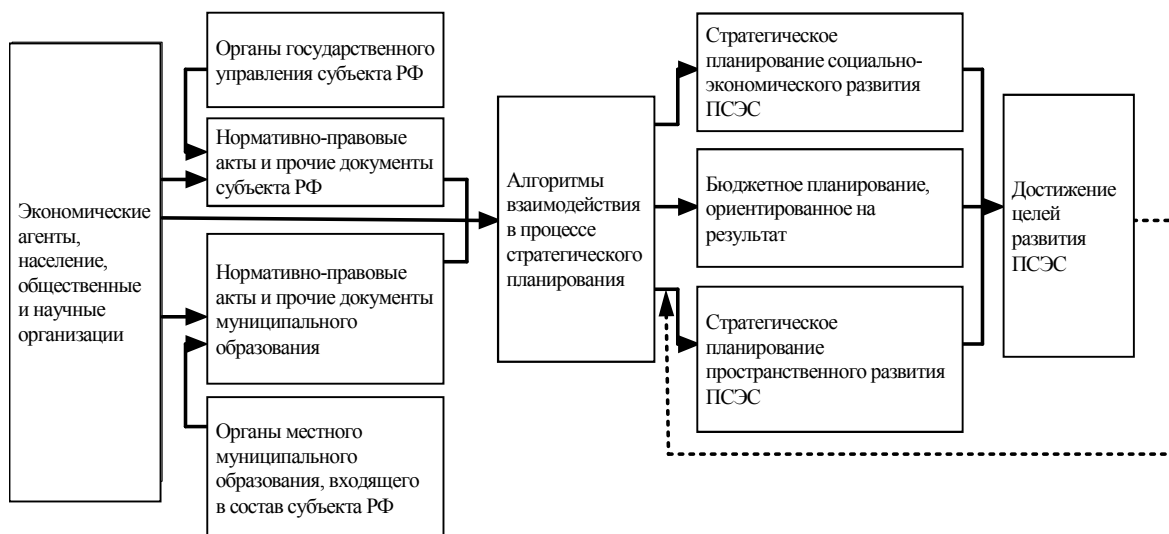 Экономические
агенты,
население,
общественные
и научные
организации
Органы государственного
управления субъекта РФ
Нормативно-правовые
акты и прочие документы
субъекта РФ
Нормативно-правовые
акты и прочие документы
муниципального
образования
Органы местного
муниципального
образования, входящего
в состав субъекта РФ
Алгоритмы
взаимодействия
в процессе
стратегического
планирования
Стратегическое
планирование социально-
экономического развития
ПСЭС
Бюджетное планирование,
ориентированное на
результат
Стратегическое
планирование
пространственного развития
ПСЭС
Достижение
целей
развития
ПСЭС